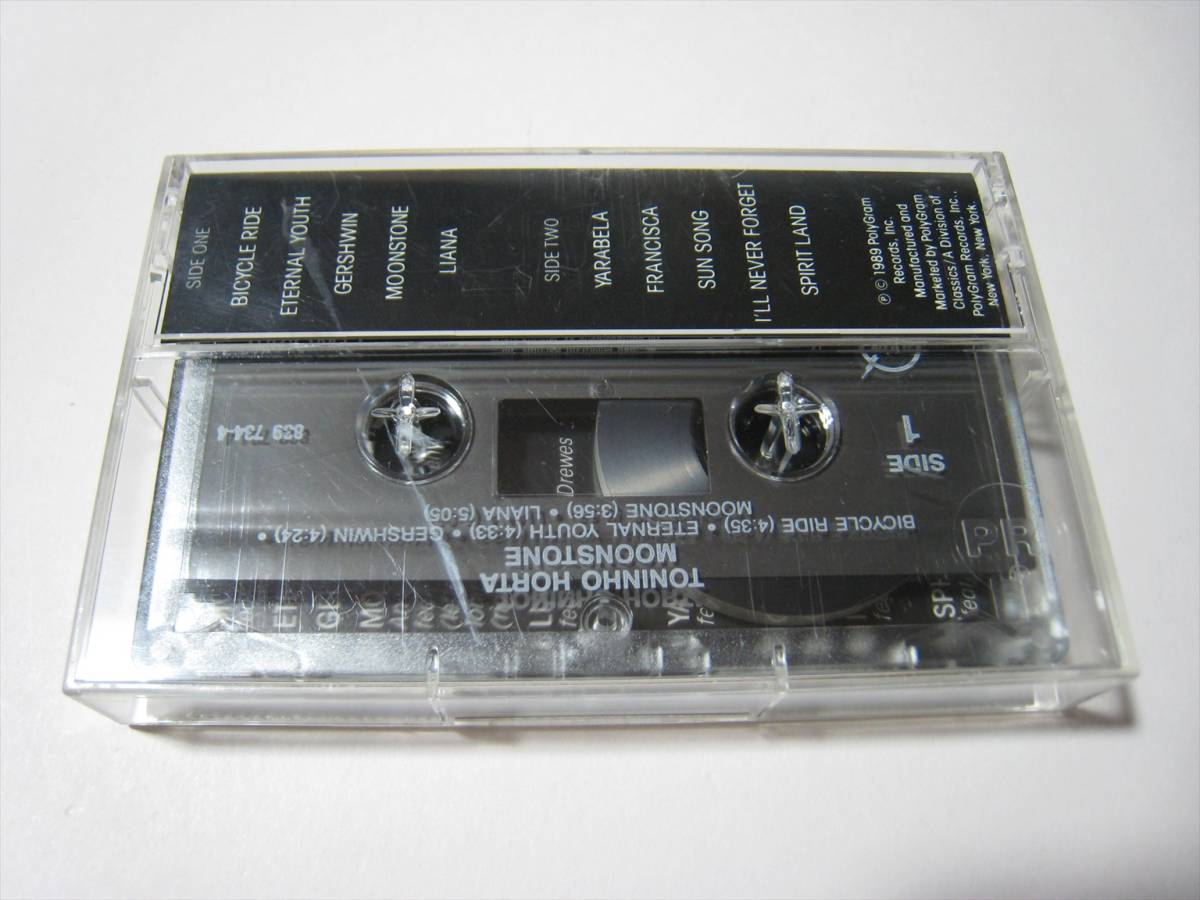 SIDE ONE
BICYCLE RIDE
ETERNAL YOUTH
GERSHWIN
MOONSTONE
LIANA
SIDE TWO
YARABELA
FRANCISCA
SUN SONG
I'LL NEVER FORGET
SPIRIT LAND
℗ © 1989 PolyGram
Records, Inc.
Manufactured and
Marketed by PolyGram
Classics/A Division of
PolyGram Records, Inc.,
New York, New York.
TONINHO HORTA
MOONSTONE
BICYCLE RIDE (4:35) • ETERNAL YOUTH (4:33) • GERSHWIN (4:24) •
MOONSTONE (3:56) • LIANA (5:05)
SIDE 1
839 734-4
Drewes